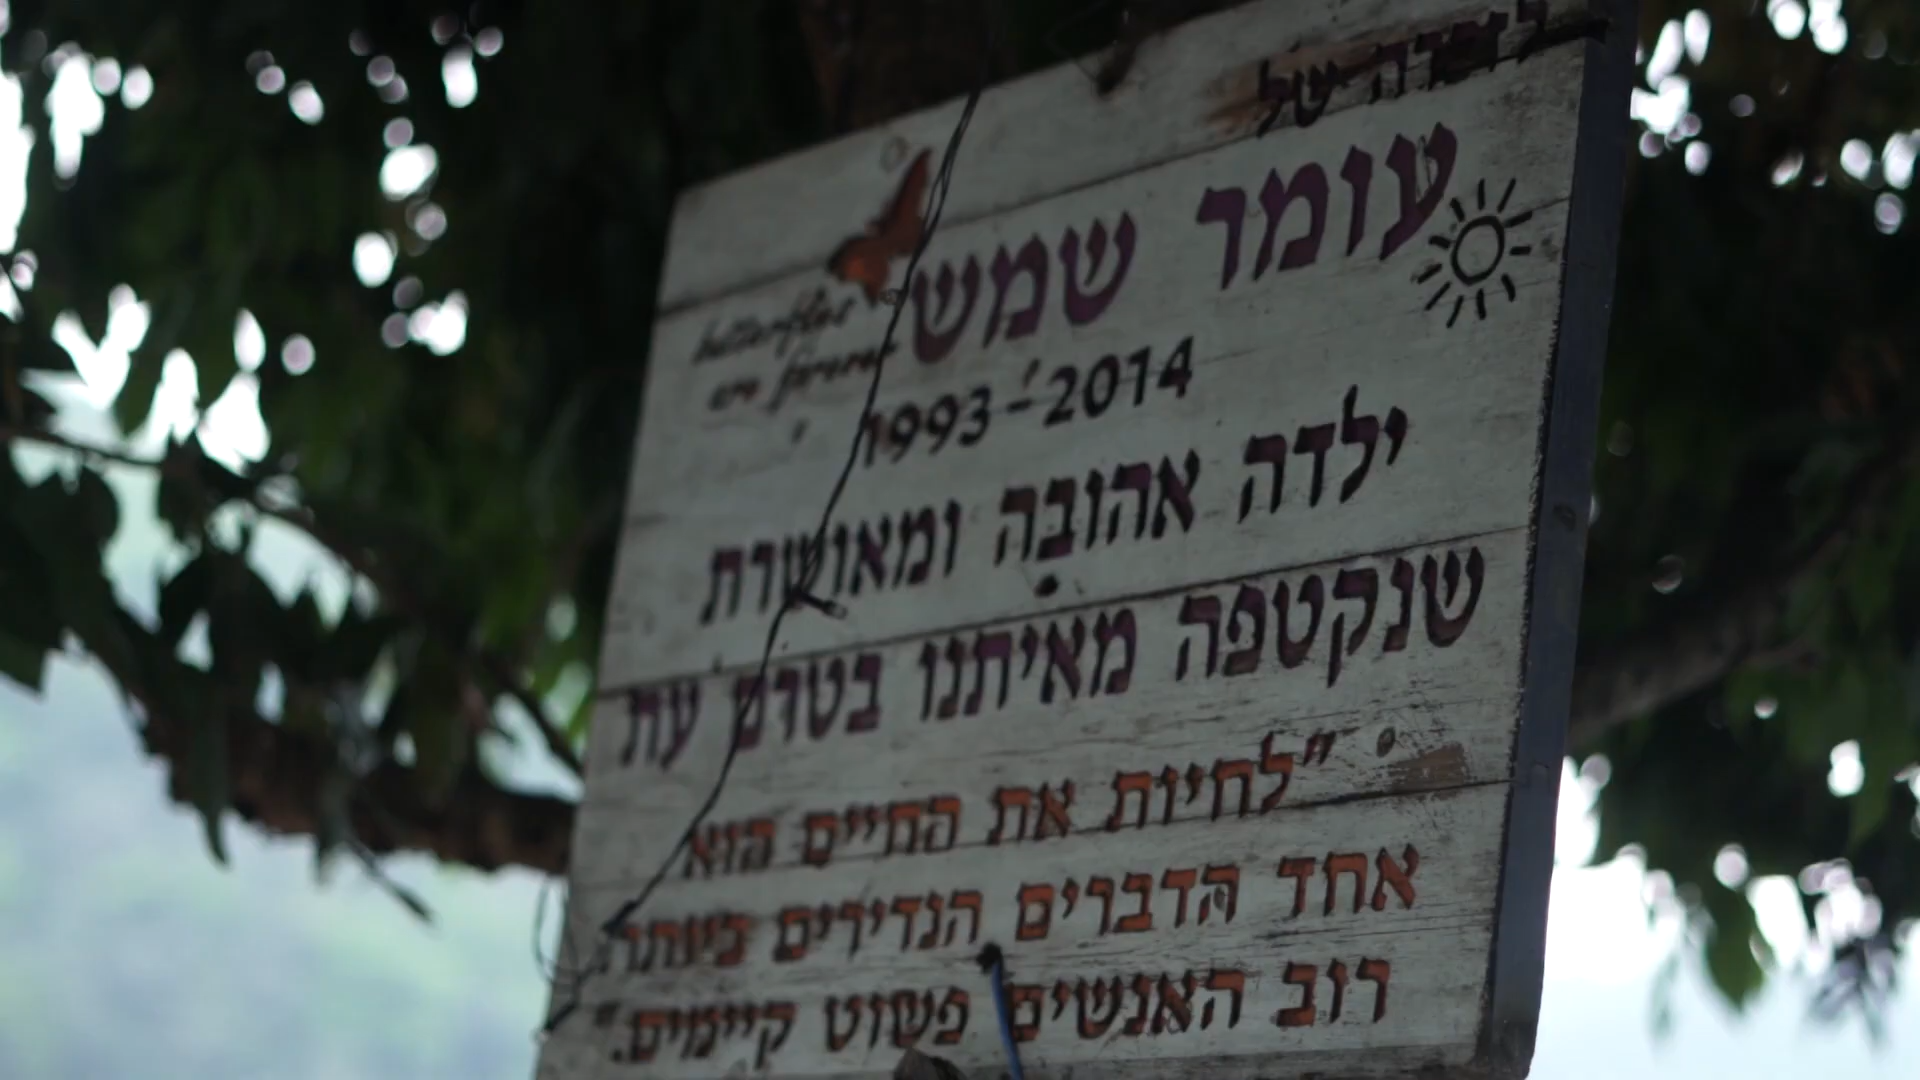 של
עומר שמש
butterflies
are forever
1993-2014
ילדה אהובה ומאושרת
שנקטפה מאיתנו בטרם עת
"לחיות את החיים הוא
אחד הדברים הנדירים ביותר,
רוב האנשים פשוט קיימים."